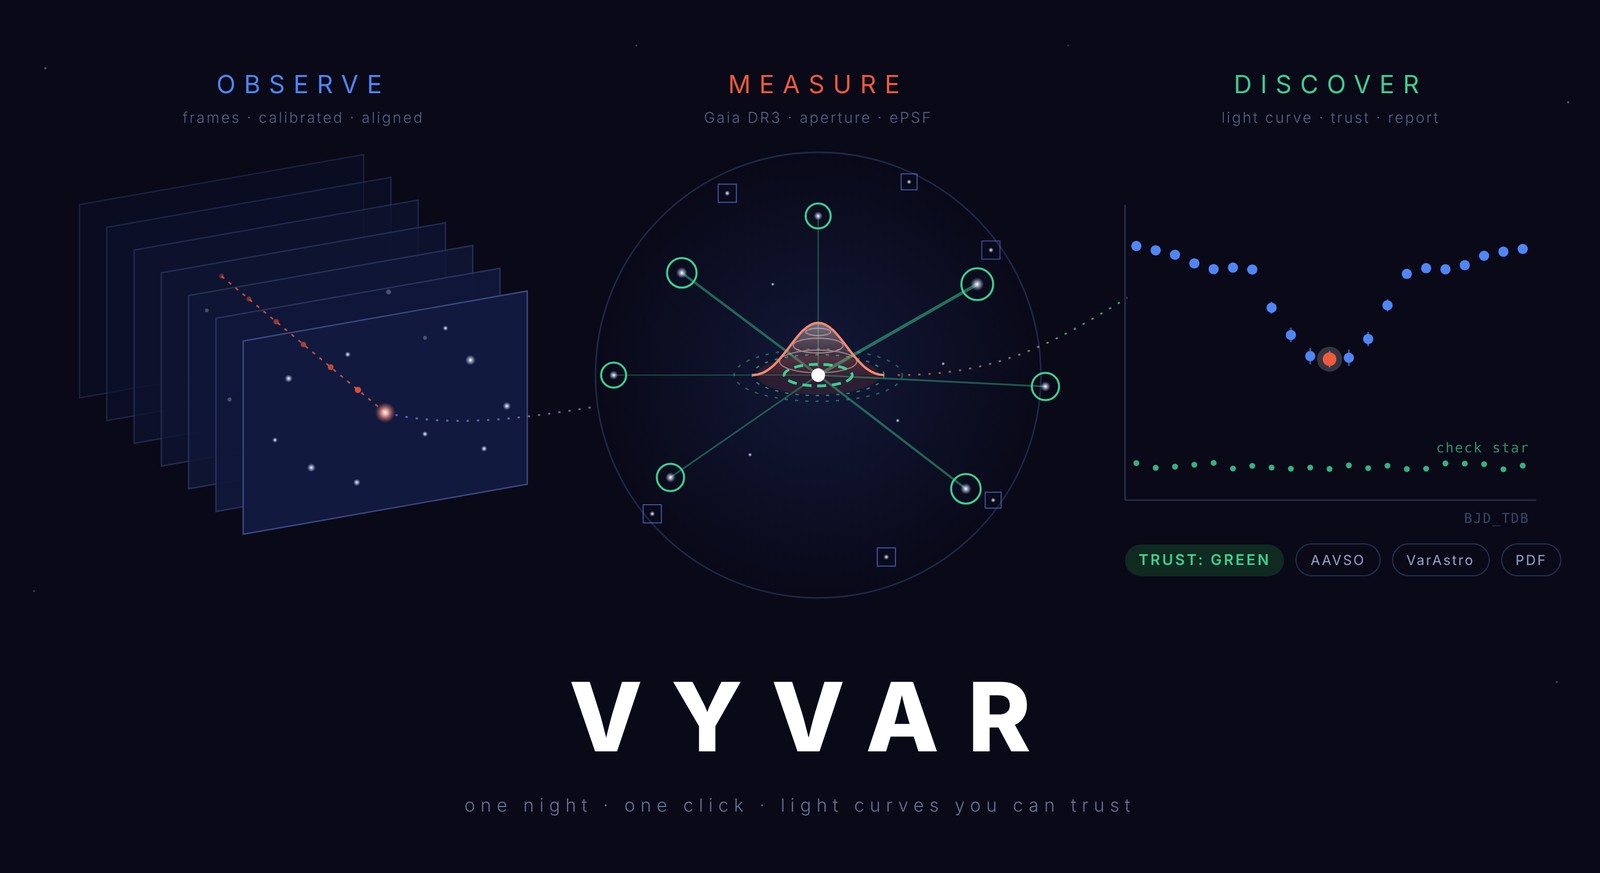 OBSERVE
frames · calibrated · aligned
MEASURE
Gaia DR3 · aperture · ePSF
DISCOVER
light curve · trust · report
check star
BJD_TDB
TRUST: GREEN
AAVSO
VarAstro
PDF
VYVAR
one night · one click · light curves you can trust